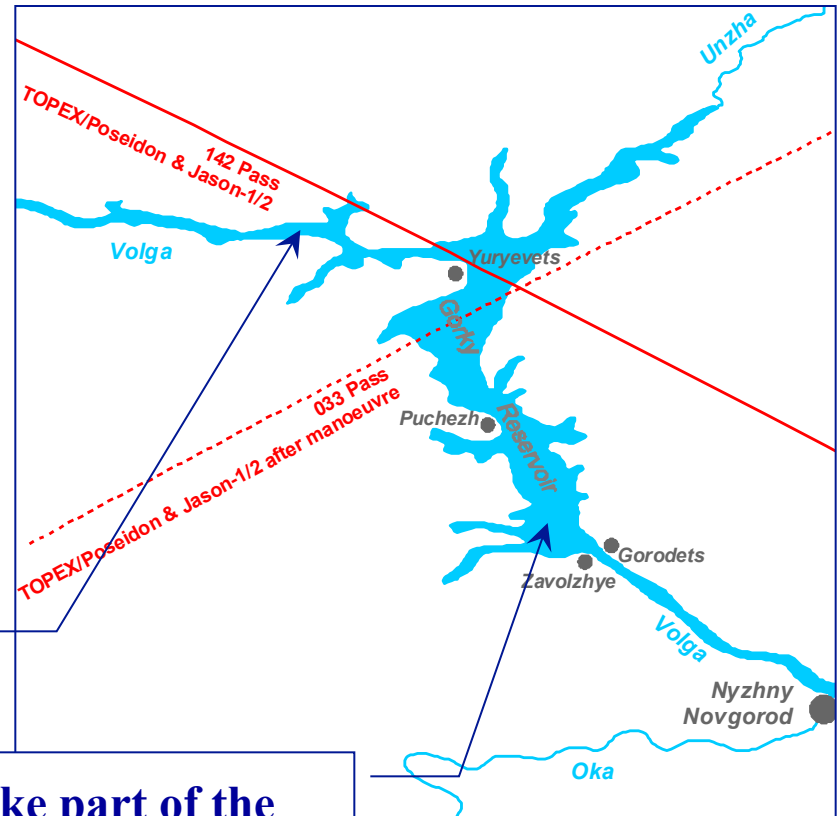 Unzha
TOPEX/Poseidon & Jason-1/2
142 Pass
Volga
Yuryevets
Gorky
Reservoir
033 Pass
TOPEX/Poseidon & Jason-1/2 after manoeuvre
Puchezh
Gorodets
Zavolzhye
Volga
Nyzhny
Novgorod
Oka
ke part of the